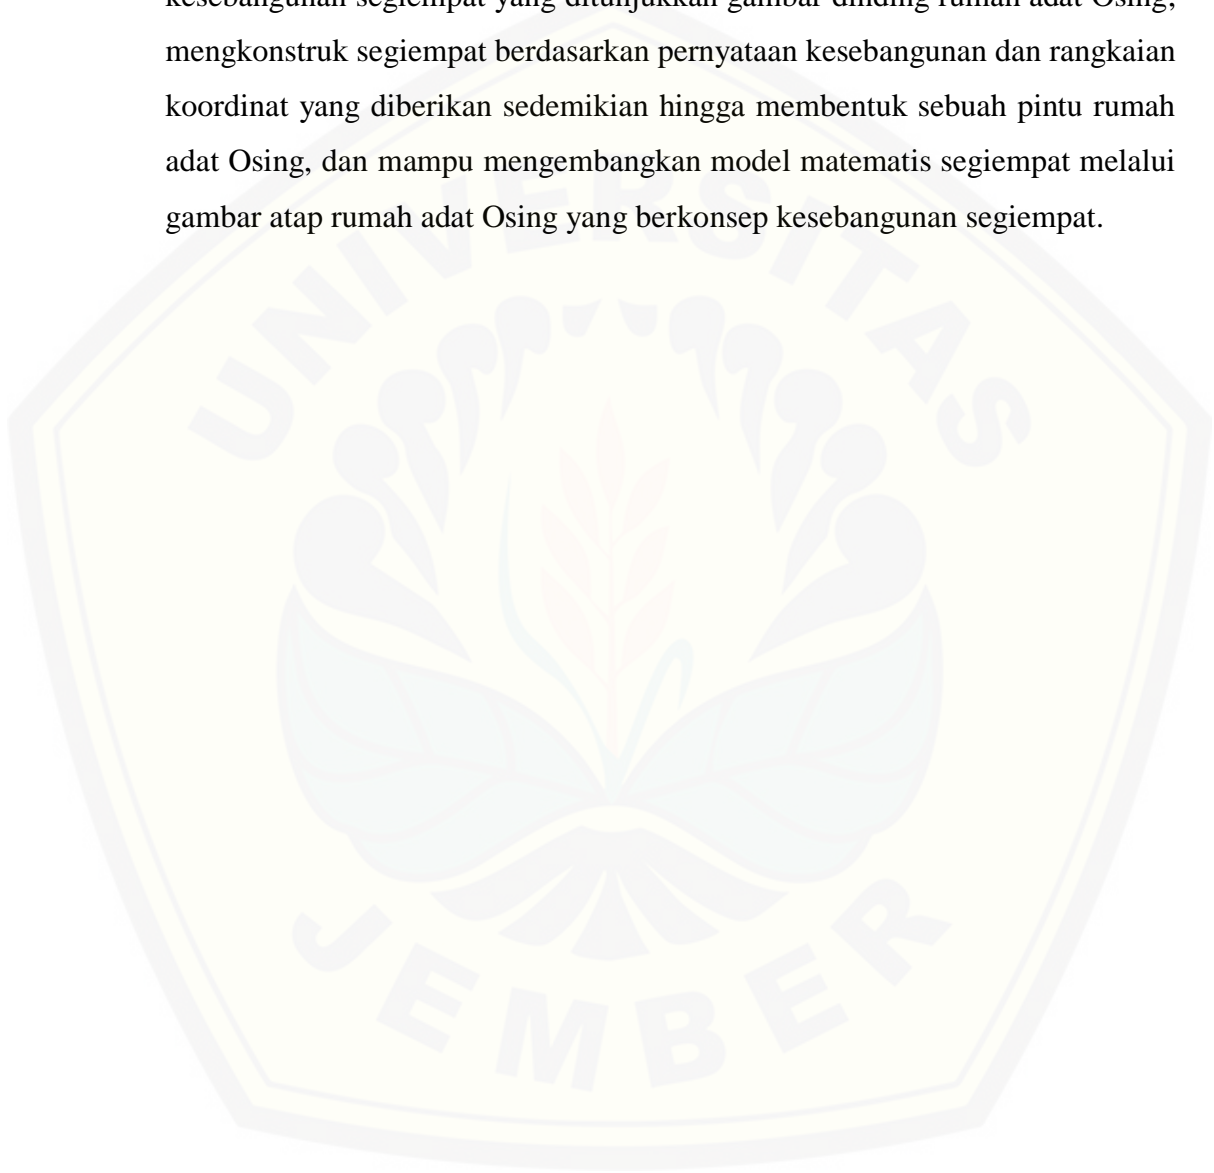 kesebangunan segiempat yang ditunjukkan gambar dinding rumah adat Osing,
mengkonstruk segiempat berdasarkan pernyataan kesebangunan dan rangkaian
koordinat yang diberikan sedemikian hingga membentuk sebuah pintu rumah
adat Osing, dan mampu mengembangkan model matematis segiempat melalui
gambar atap rumah adat Osing yang berkonsep kesebangunan segiempat.
UNIVERSITAS
JEMBER